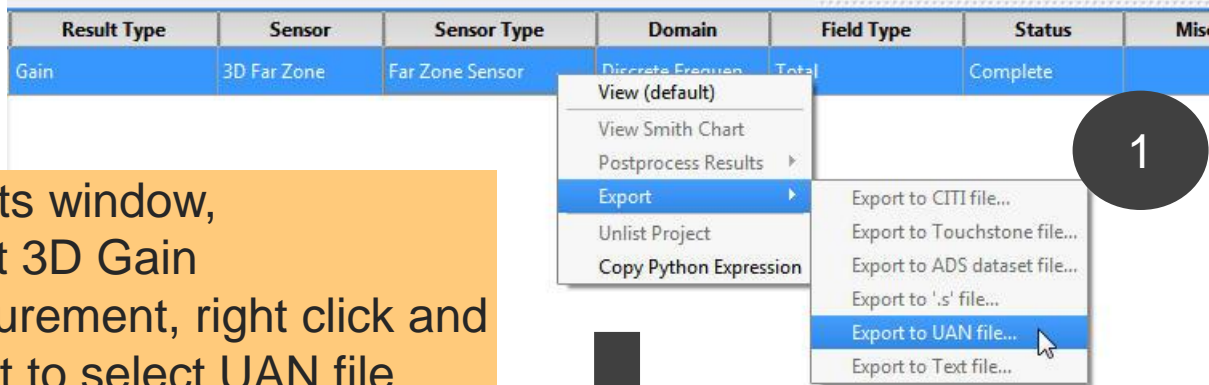 Result Type Sensor Sensor Type Domain Field Type Status
Gain 3D Far Zone Far Zone Sensor Discrete Frequen Total Complete
View (default)
View Smith Chart
Postprocess Results
Export
Unlist Project
Copy Python Expression
Export to CITI file...
Export to Touchstone file...
Export to ADS dataset file...
Export to '.s' file...
Export to UAN file...
Export to Text file...
1
window,
3D Gain
right click and
to select UAN file